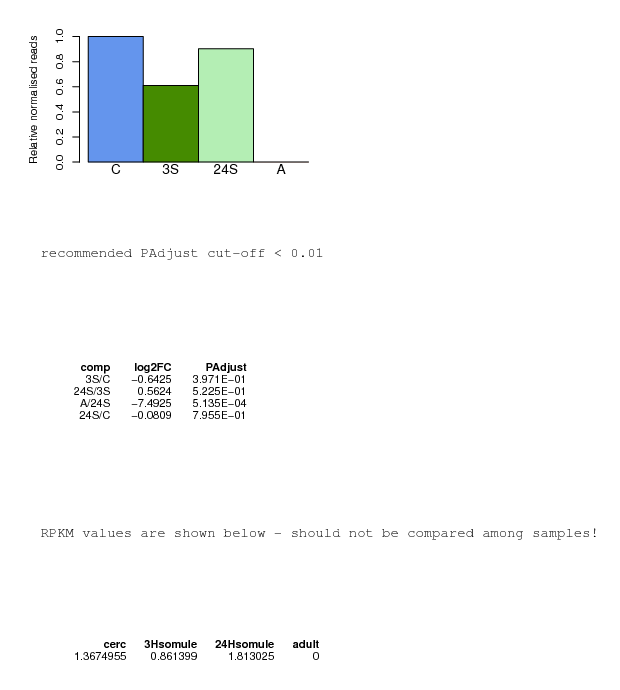 Relative normalised reads
1.0
0.8
0.6
0.4
0.2
0.0
C 3S 24S A
recommended PAdjust cut-off < 0.01
comp log2FC PAdjust
3S/C −0.6425 3.971E−01
24S/3S 0.5624 5.225E−01
A/24S −7.4925 5.135E−04
24S/C −0.0809 7.955E−01
RPKM values are shown below - should not be compared among samples!
cerc 3Hsomule 24Hsomule adult
1.3674955 0.861399 1.813025 0